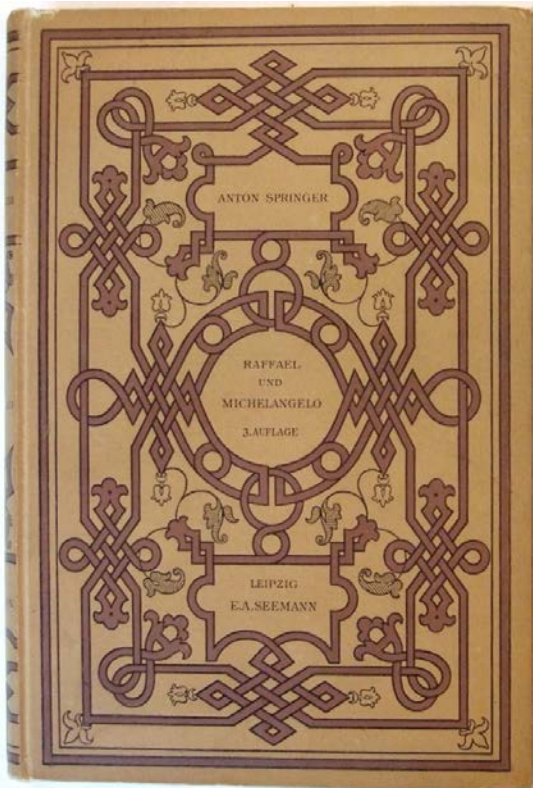 ANTON SPRINGER
RAFFAEL
UND
MICHELANGELO
3. AUFLAGE
LEIPZIG
E.A.SEEMANN